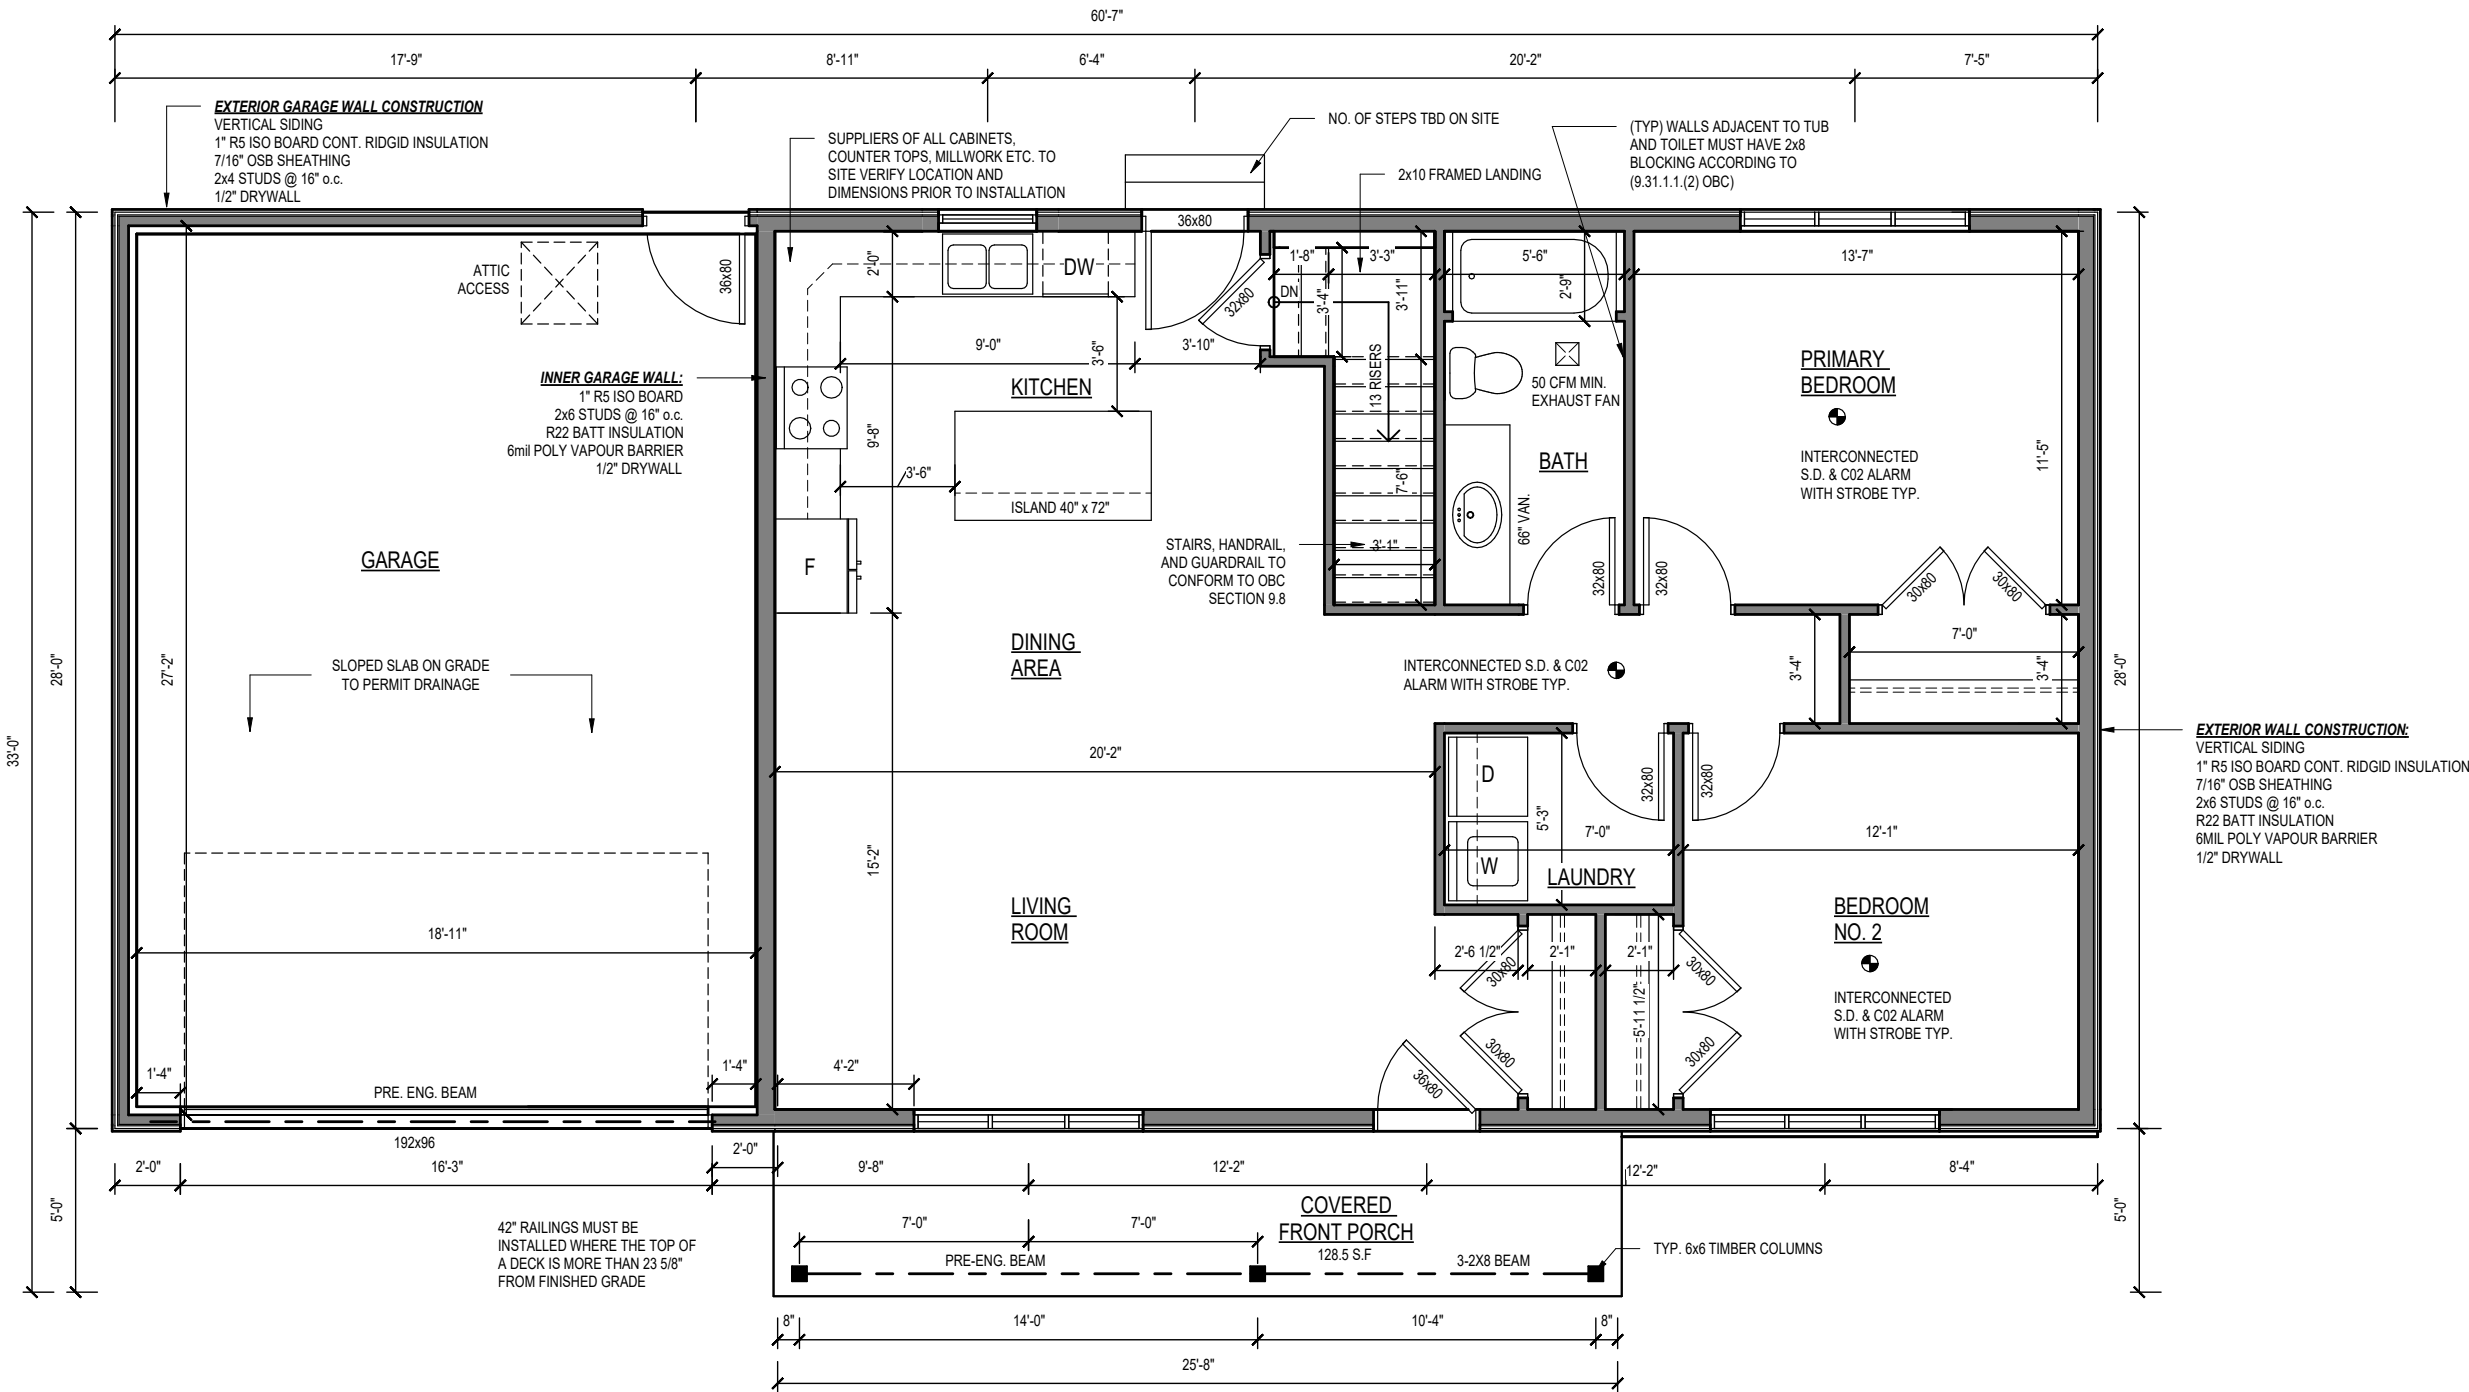 60'-7"
17'-9"
8'-11"
6'-4"
20'-2"
7'-5"
EXTERIOR GARAGE WALL CONSTRUCTION
VERTICAL SIDING
1" R5 ISO BOARD CONT. RIDGID INSULATION
7/16" OSB SHEATHING
2x4 STUDS @ 16" o.c.
1/2" DRYWALL
SUPPLIERS OF ALL CABINETS,
COUNTER TOPS, MILLWORK ETC. TO
SITE VERIFY LOCATION AND
DIMENSIONS PRIOR TO INSTALLATION
NO. OF STEPS TBD ON SITE
2x10 FRAMED LANDING
(TYP) WALLS ADJACENT TO TUB
AND TOILET MUST HAVE 2x8
BLOCKING ACCORDING TO
(9.31.1.1.(2) OBC)
36x80
ATTIC
ACCESS
36x80
2'-0"
DW
32x80
1'-8"
3'-3"
DN
3'-4"
3'-11"
5'-6"
2'-9"
13'-7"
9'-0"
3'-6"
3'-10"
KITCHEN
13 RISERS
50 CFM MIN.
EXHAUST FAN
PRIMARY
BEDROOM
INNER GARAGE WALL:
1" R5 ISO BOARD
2x6 STUDS @ 16" o.c.
R22 BATT INSULATION
6mil POLY VAPOUR BARRIER
1/2" DRYWALL
9'-8"
3'-6"
ISLAND 40" x 72"
7'-6"
BATH
66" VAN.
INTERCONNECTED
S.D. & C02 ALARM
WITH STROBE TYP.
11'-5"
GARAGE
F
STAIRS, HANDRAIL,
AND GUARDRAIL TO
CONFORM TO OBC
SECTION 9.8
3'-1"
32x80
32x80
30x80
30x80
33'-0"
28'-0"
27'-2"
SLOPED SLAB ON GRADE
TO PERMIT DRAINAGE
DINING
AREA
INTERCONNECTED S.D. & C02
ALARM WITH STROBE TYP.
3'-4"
7'-0"
3'-4"
28'-0"
EXTERIOR WALL CONSTRUCTION:
VERTICAL SIDING
1" R5 ISO BOARD CONT. RIDGID INSULATION
7/16" OSB SHEATHING
2x6 STUDS @ 16" o.c.
R22 BATT INSULATION
6MIL POLY VAPOUR BARRIER
1/2" DRYWALL
20'-2"
D
W
5'-3"
7'-0"
32x80
32x80
12'-1"
15'-2"
LAUNDRY
LIVING
ROOM
BEDROOM
NO. 2
18'-11"
2'-6 1/2"
2'-1"
2'-1"
30x80
30x80
5'-11 1/2"
INTERCONNECTED
S.D. & C02 ALARM
WITH STROBE TYP.
30x80
30x80
1'-4"
PRE. ENG. BEAM
1'-4"
4'-2"
36x80
192x96
2'-0"
16'-3"
2'-0"
9'-8"
12'-2"
12'-2"
8'-4"
5'-0"
5'-0"
42" RAILINGS MUST BE
INSTALLED WHERE THE TOP OF
A DECK IS MORE THAN 23 5/8"
FROM FINISHED GRADE
7'-0"
7'-0"
COVERED
FRONT PORCH
128.5 S.F
PRE-ENG. BEAM
3-2X8 BEAM
TYP. 6x6 TIMBER COLUMNS
8"
14'-0"
10'-4"
8"
25'-8"